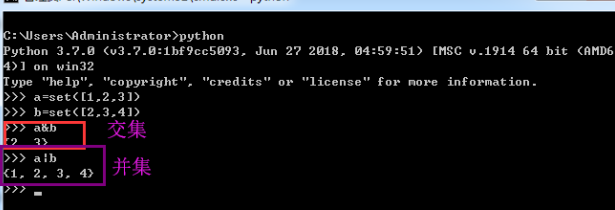 C:\Users\Administrator>python
Python 3.7.0 (v3.7.0:1bf9cc5093, Jun 27 2018, 04:59:51) [MSC v.1914 64 bit (AMD6
4)] on win32
Type "help", "copyright", "credits" or "license" for more information.
>>> a=set([1,2,3])
>>> b=set([2,3,4])
>>> a&b 交集
{2, 3}
>>> a|b
{1, 2, 3, 4} 并集
>>>